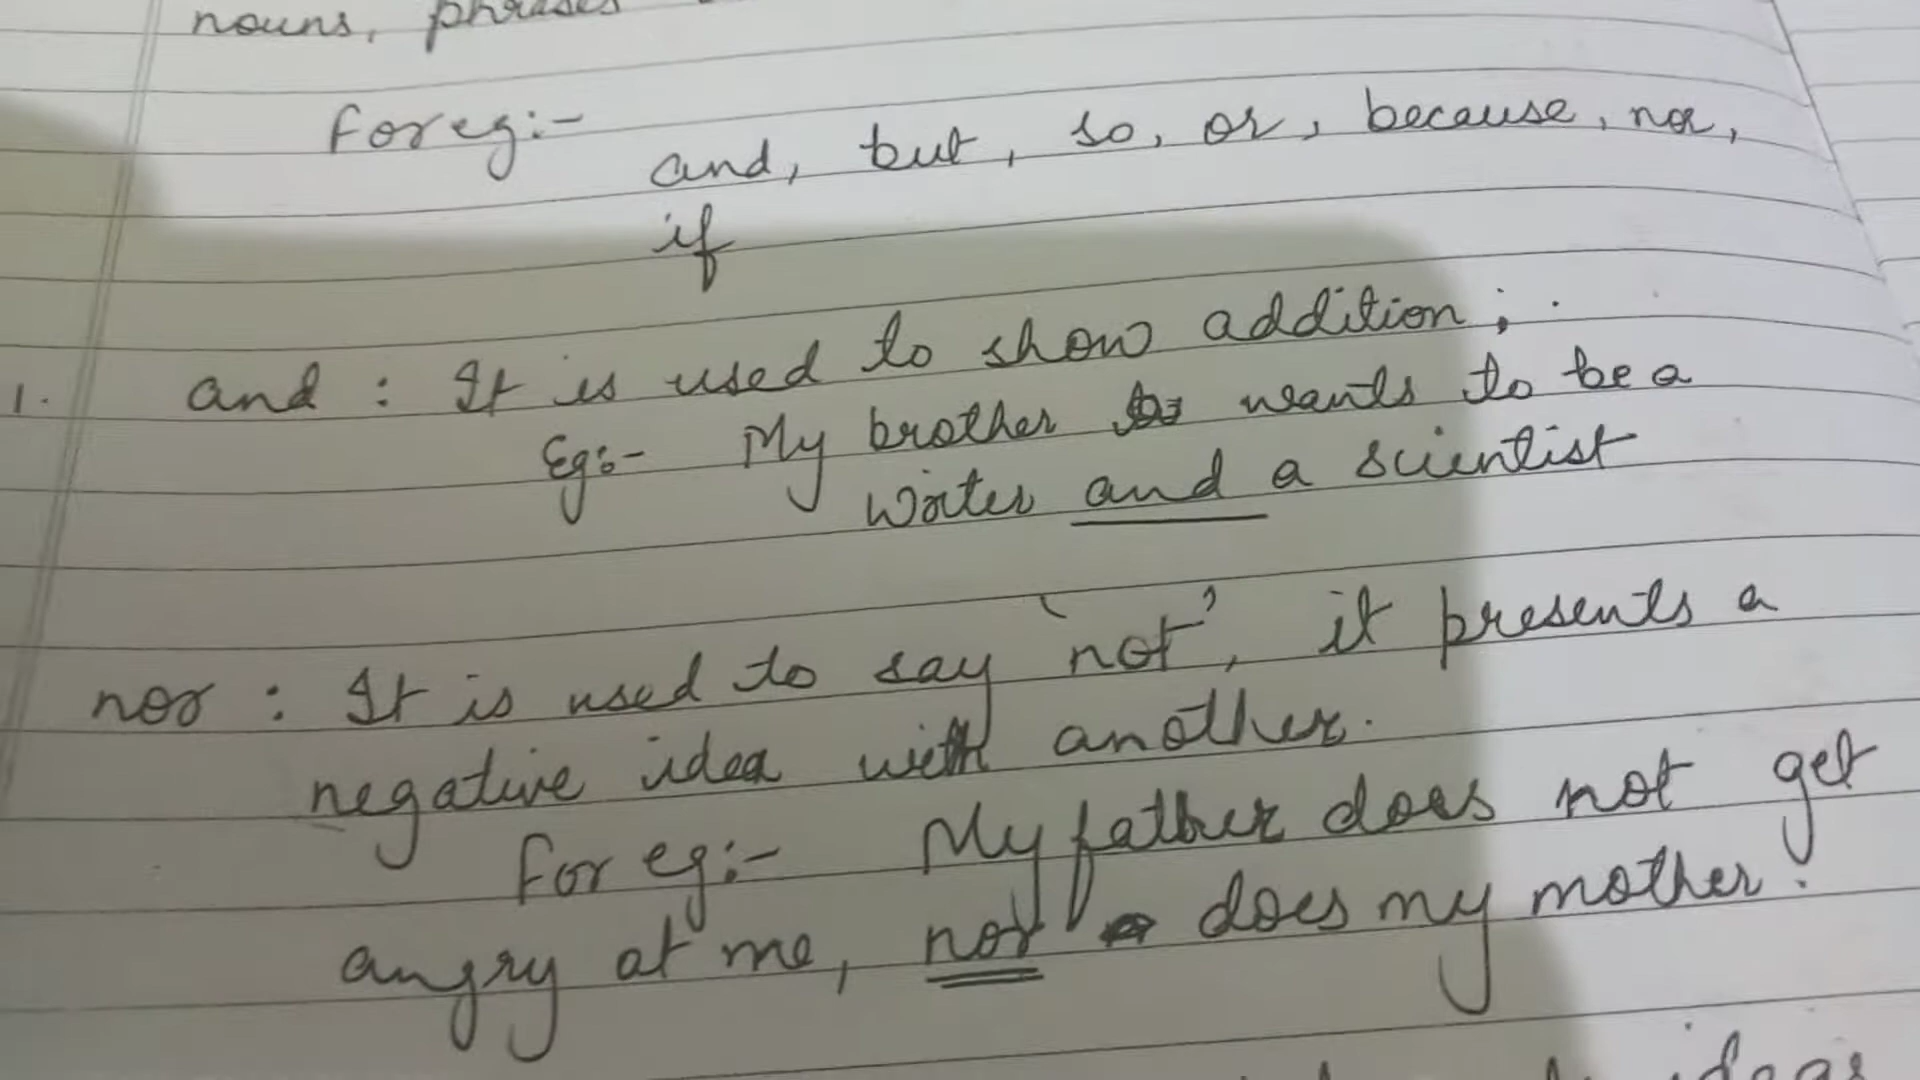 nouns, phrases
For eg:-
and, but, so, or, because, nor,
if
1. and : It is used to show addition;
Eg:- My brother wants to be a
writer and a scientist
nor : It is used to say 'not', it presents a
negative idea with another.
For eg:- My father does not get
angry at me, nor does my mother.
ideas